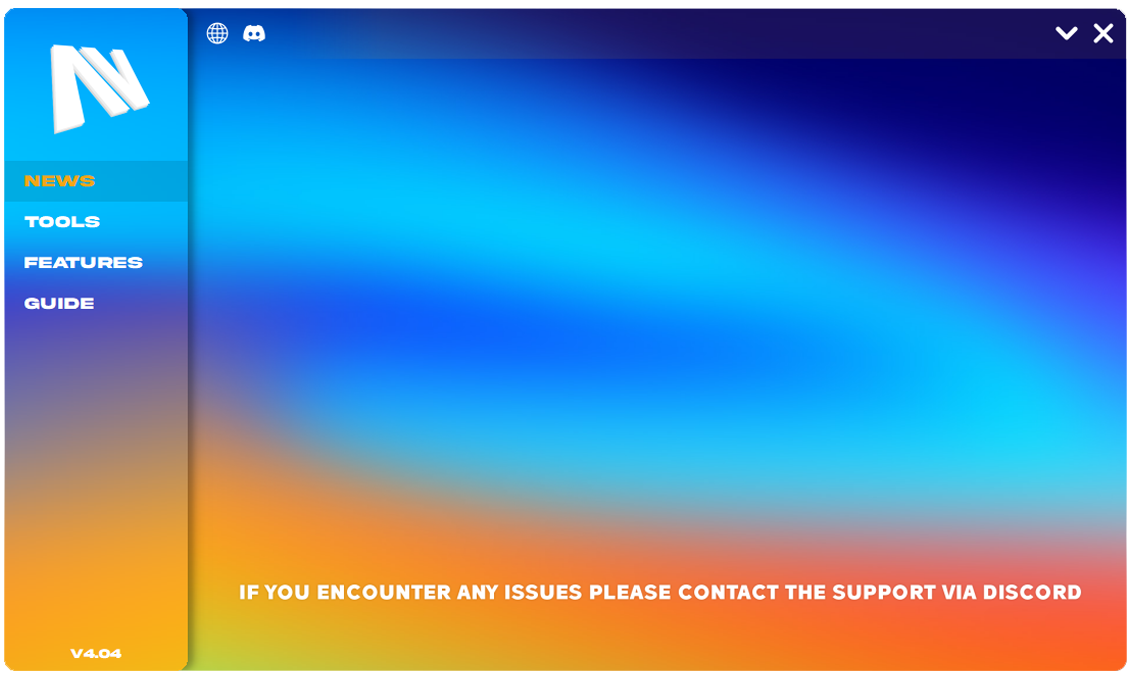 NEWS
TOOLS
FEATURES
GUIDE
IF YOU ENCOUNTER ANY ISSUES PLEASE CONTACT THE SUPPORT VIA DISCORD
V4.04